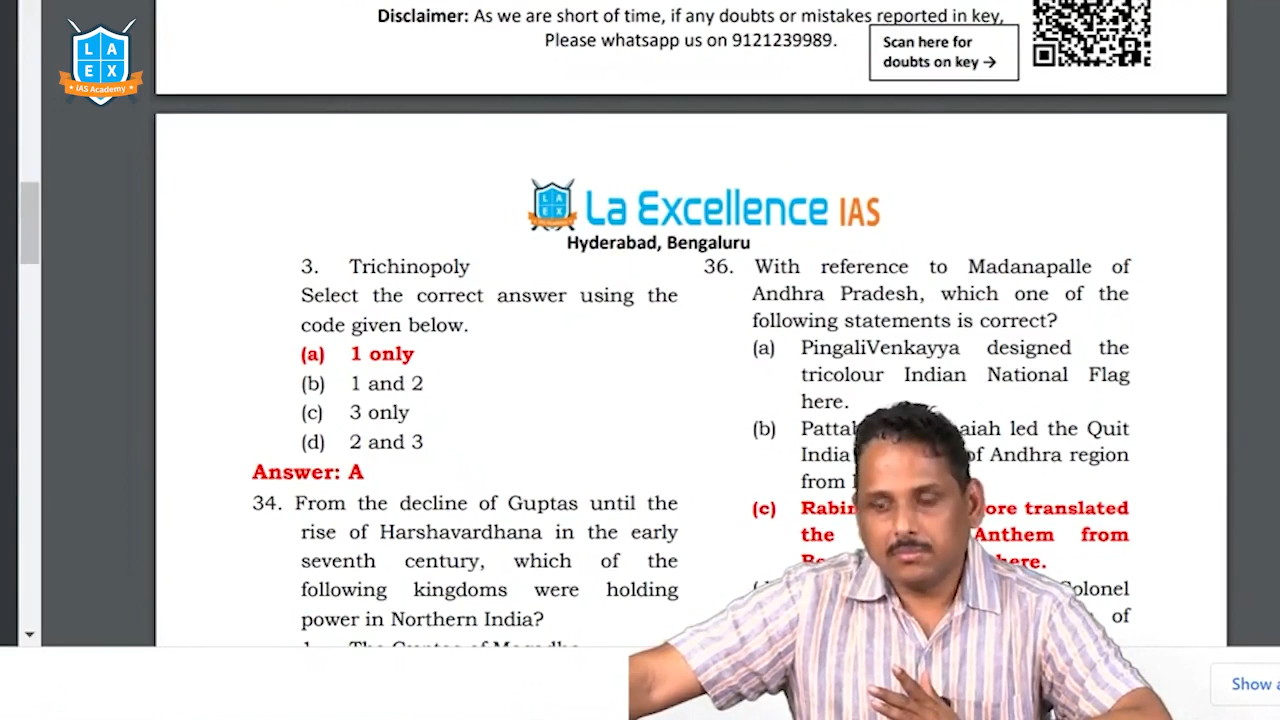 Disclaimer: As we are short of time, if any doubts or mistakes reported in key,
Please whatsapp us on 9121239989.
Scan here for
doubts on key →
L A
E X
IAS Academy
La Excellence IAS
Hyderabad, Bengaluru
3. Trichinopoly
Select the correct answer using the
code given below.
(a) 1 only
(b) 1 and 2
(c) 3 only
(d) 2 and 3
Answer: A
34. From the decline of Guptas until the
rise of Harshavardhana in the early
seventh century, which of the
following kingdoms were holding
power in Northern India?
36. With reference to Madanapalle of
Andhra Pradesh, which one of the
following statements is correct?
(a) PingaliVenkayya designed the
tricolour Indian National Flag
here.
(b) led the Quit
India of Andhra region
from
(c) translated
the Anthem from
here.
Colonel
of
Show